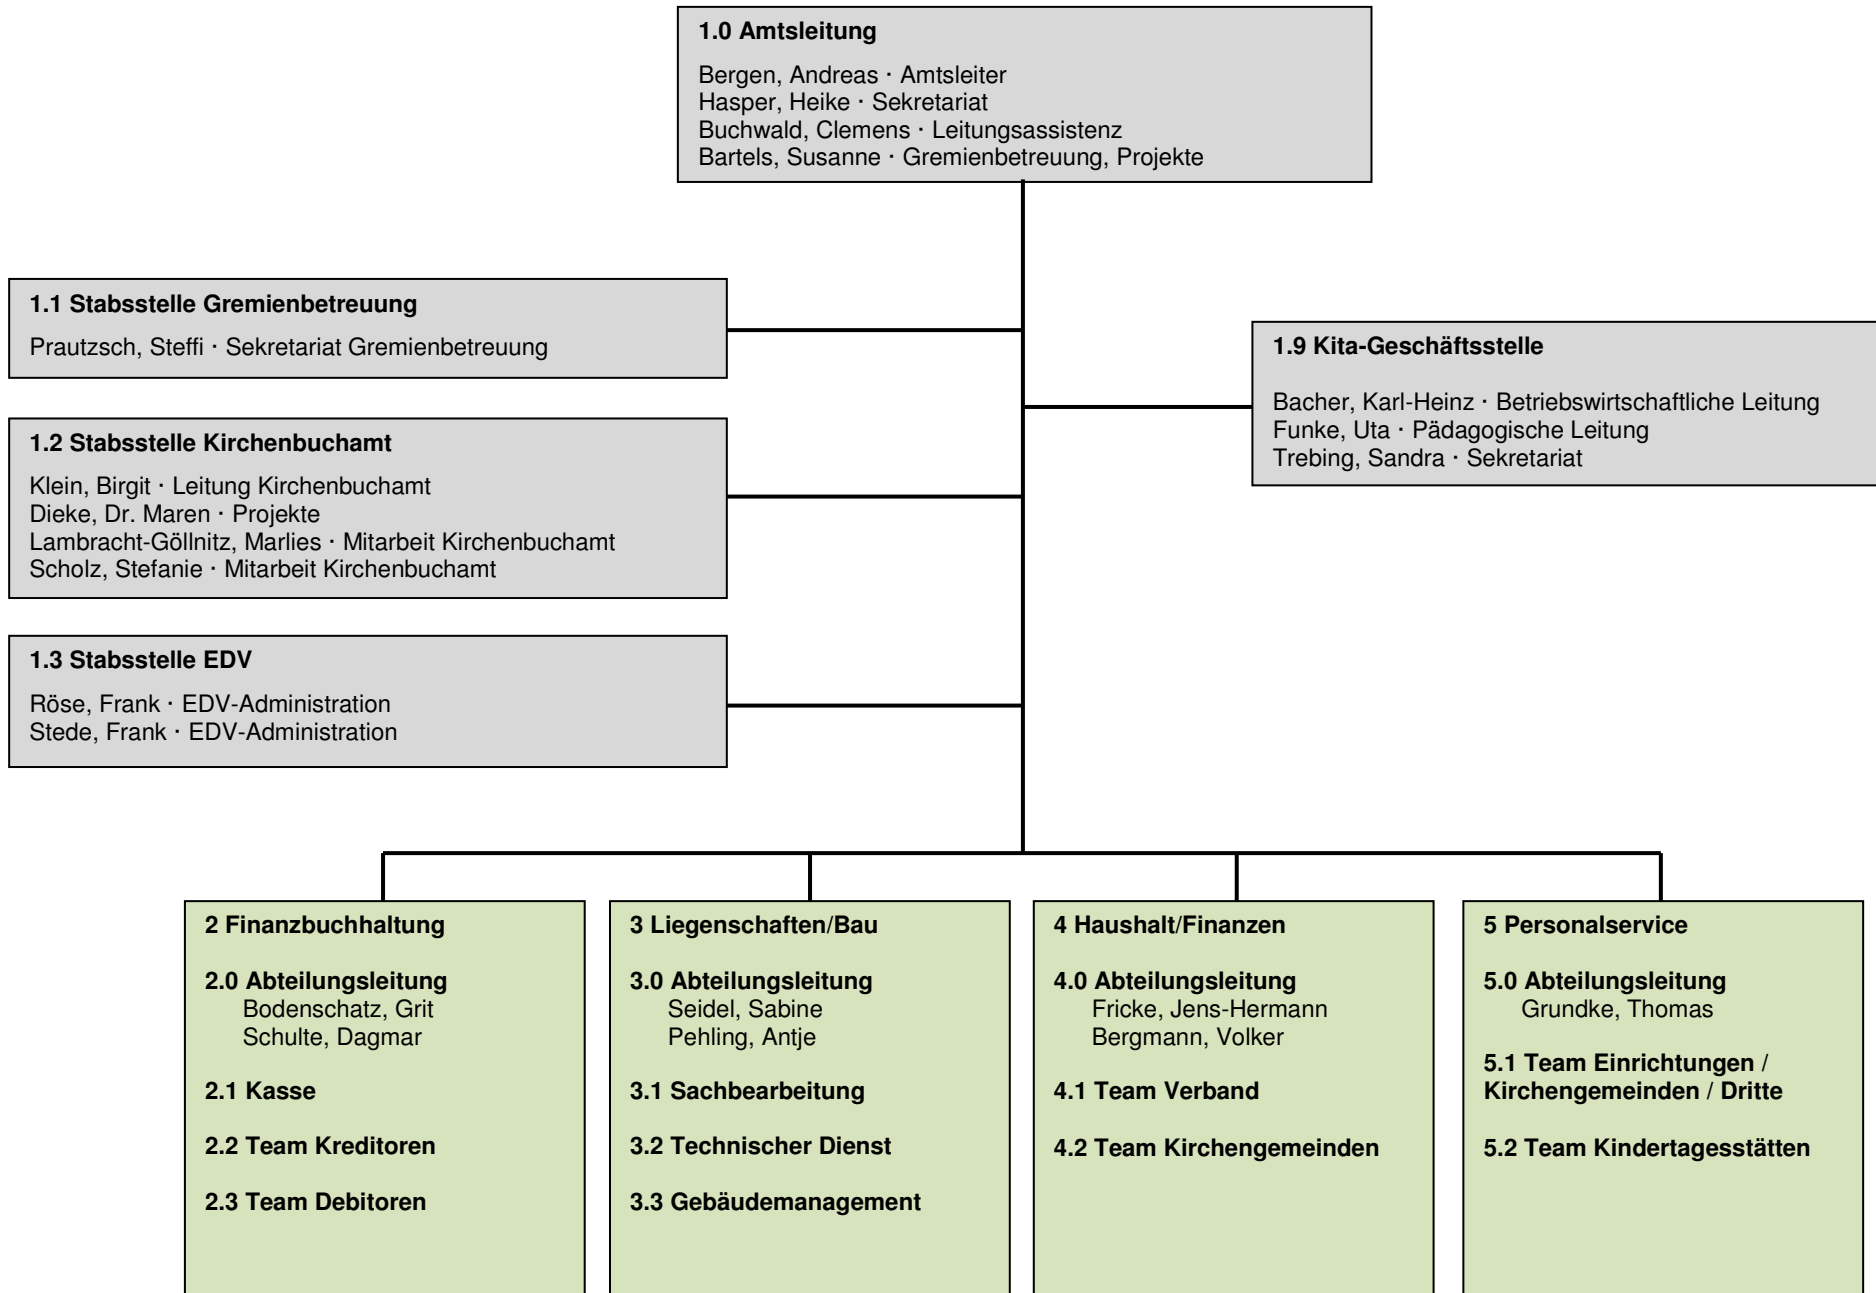 1.0 Amtsleitung
Bergen, Andreas · Amtsleiter
Hasper, Heike · Sekretariat
Buchwald, Clemens · Leitungsassistenz
Bartels, Susanne · Gremienbetreuung, Projekte
1.1 Stabsstelle Gremienbetreuung
Prautzsch, Steffi · Sekretariat Gremienbetreuung
1.9 Kita-Geschäftsstelle
Bacher, Karl-Heinz · Betriebswirtschaftliche Leitung
Funke, Uta · Pädagogische Leitung
Trebing, Sandra · Sekretariat
1.2 Stabsstelle Kirchenbuchamt
Klein, Birgit · Leitung Kirchenbuchamt
Dieke, Dr. Maren · Projekte
Lambracht-Göllnitz, Marlies · Mitarbeit Kirchenbuchamt
Scholz, Stefanie · Mitarbeit Kirchenbuchamt
1.3 Stabsstelle EDV
Röse, Frank · EDV-Administration
Stede, Frank · EDV-Administration
2 Finanzbuchhaltung
2.0 Abteilungsleitung
Bodenschatz, Grit
Schulte, Dagmar
2.1 Kasse
2.2 Team Kreditoren
2.3 Team Debitoren
3 Liegenschaften/Bau
3.0 Abteilungsleitung
Seidel, Sabine
Pehling, Antje
3.1 Sachbearbeitung
3.2 Technischer Dienst
3.3 Gebäudemanagement
4 Haushalt/Finanzen
4.0 Abteilungsleitung
Fricke, Jens-Hermann
Bergmann, Volker
4.1 Team Verband
4.2 Team Kirchengemeinden
5 Personalservice
5.0 Abteilungsleitung
Grundke, Thomas
5.1 Team Einrichtungen /
Kirchengemeinden / Dritte
5.2 Team Kindertagesstätten